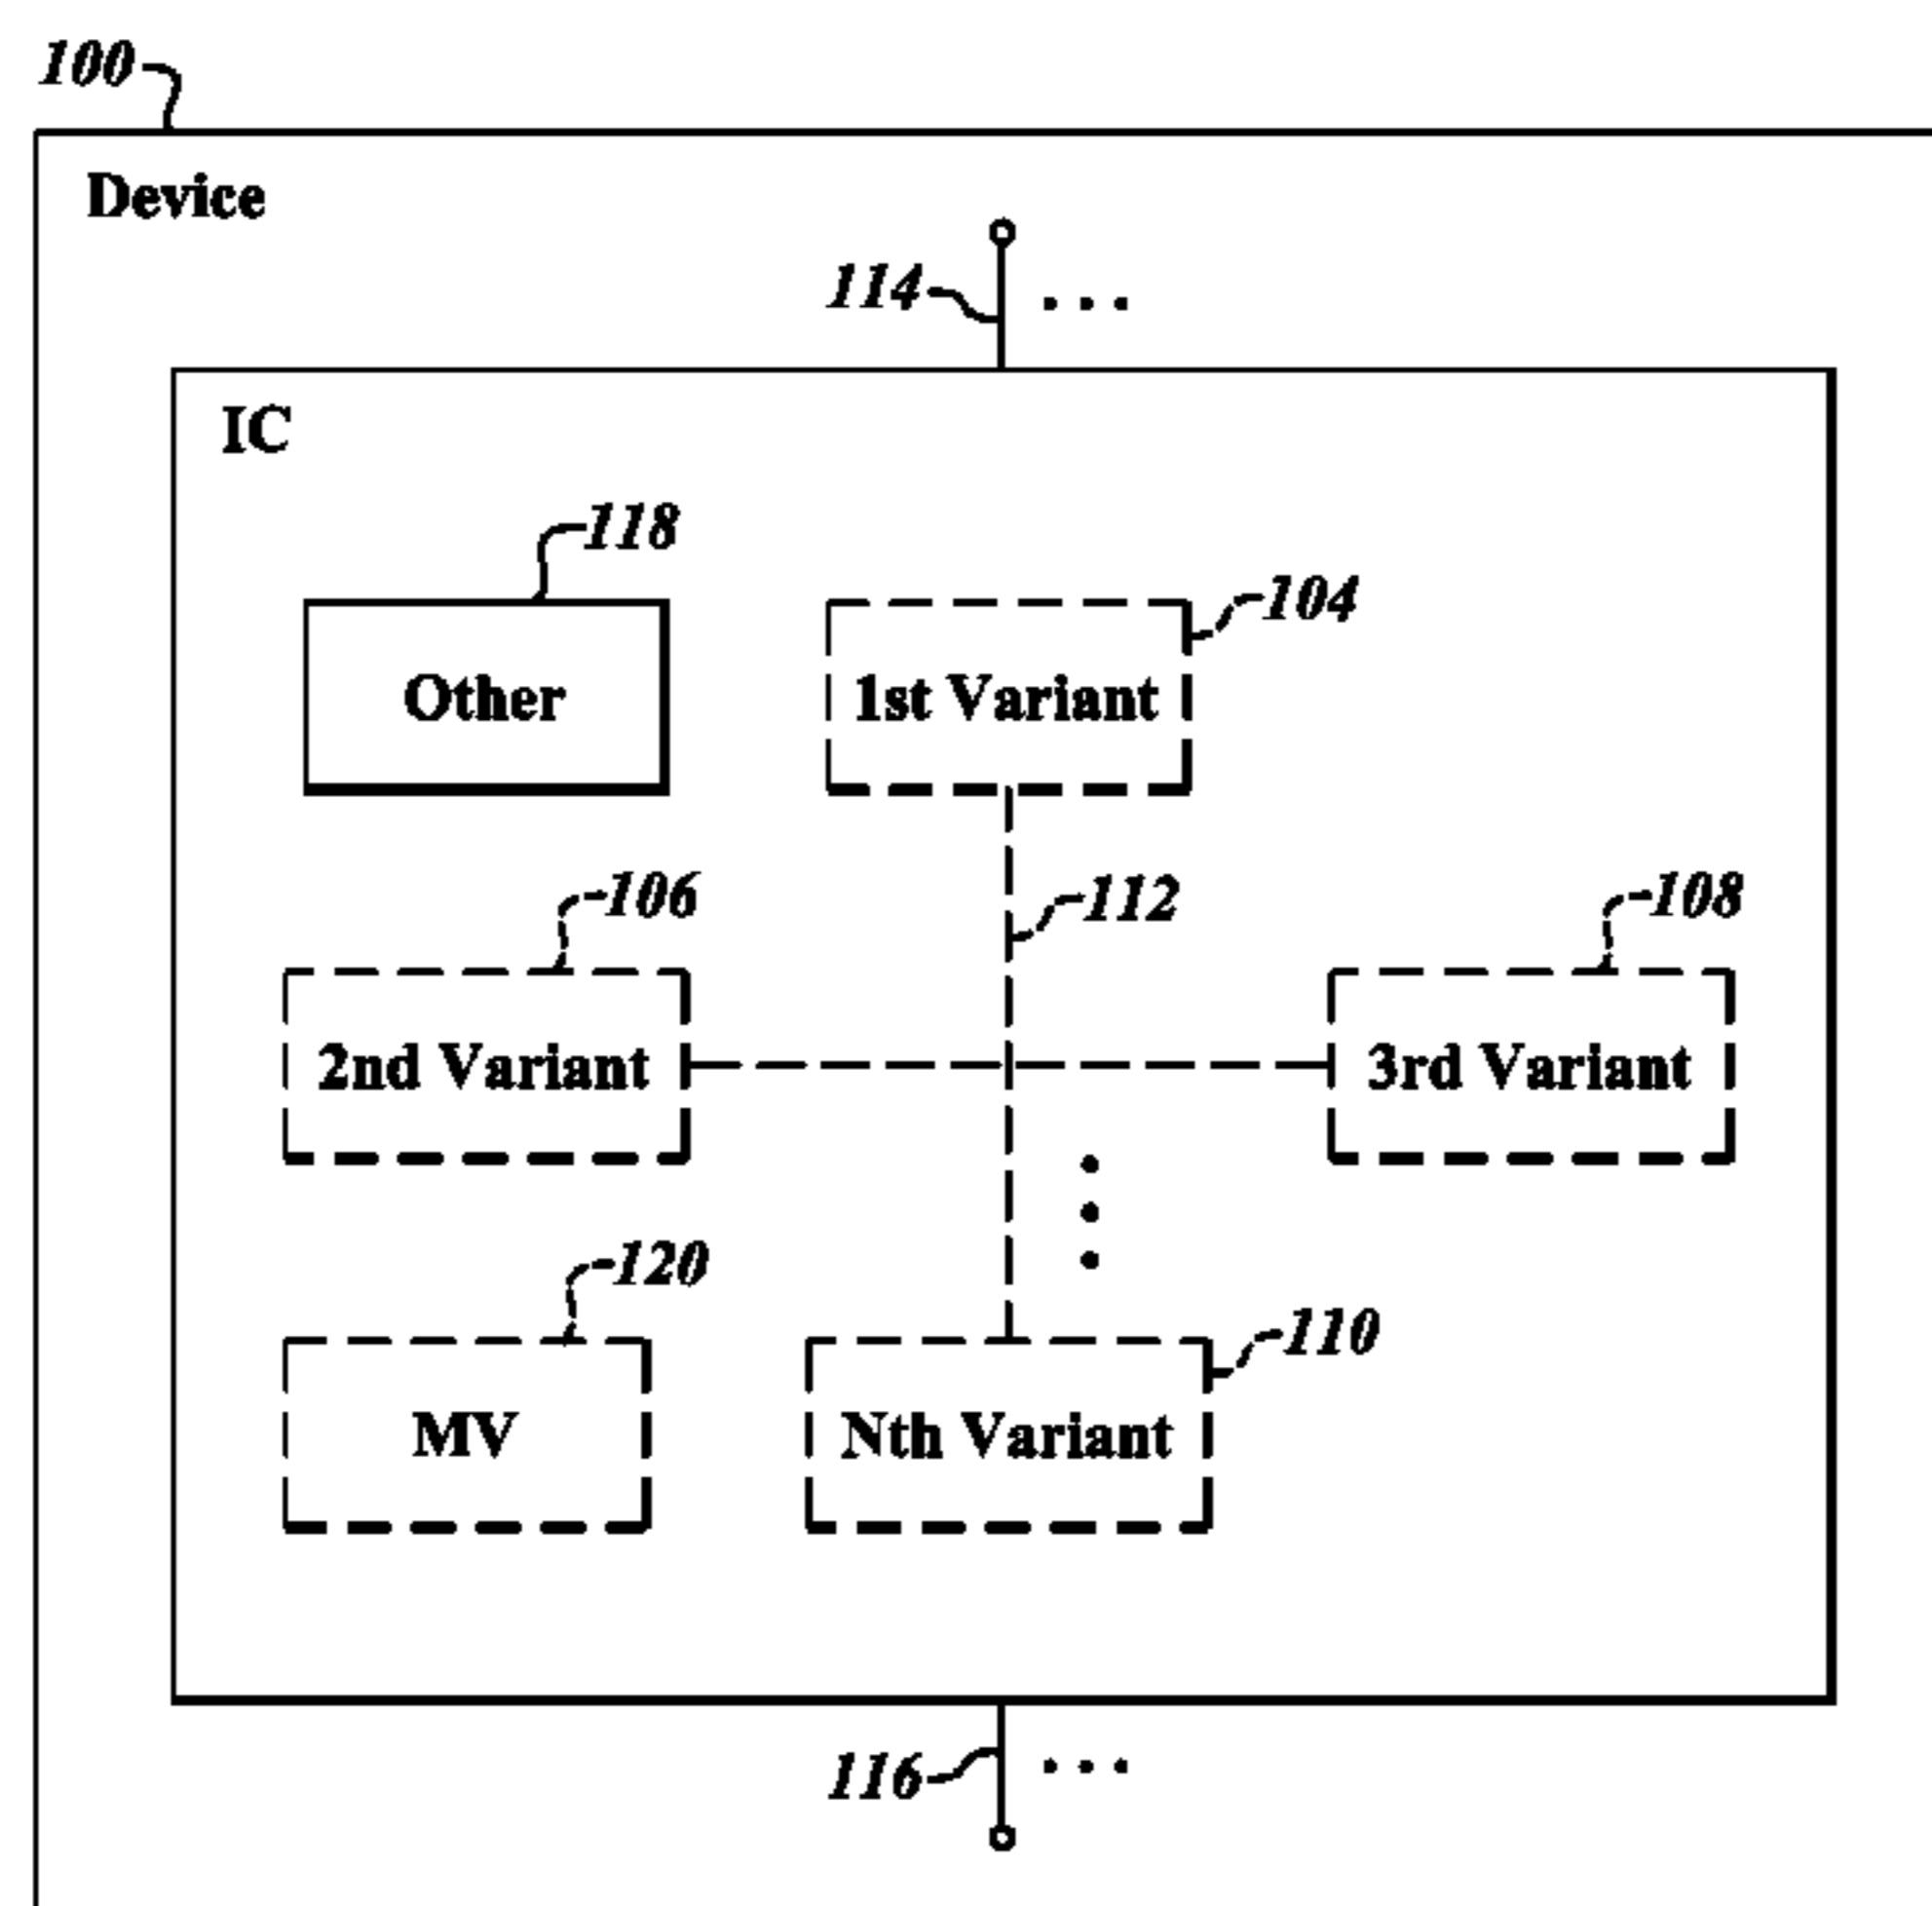 100
Device
114
IC
118
104
Other
1st Variant
106
112
108
2nd Variant
3rd Variant
120
110
MV
Nth Variant
116